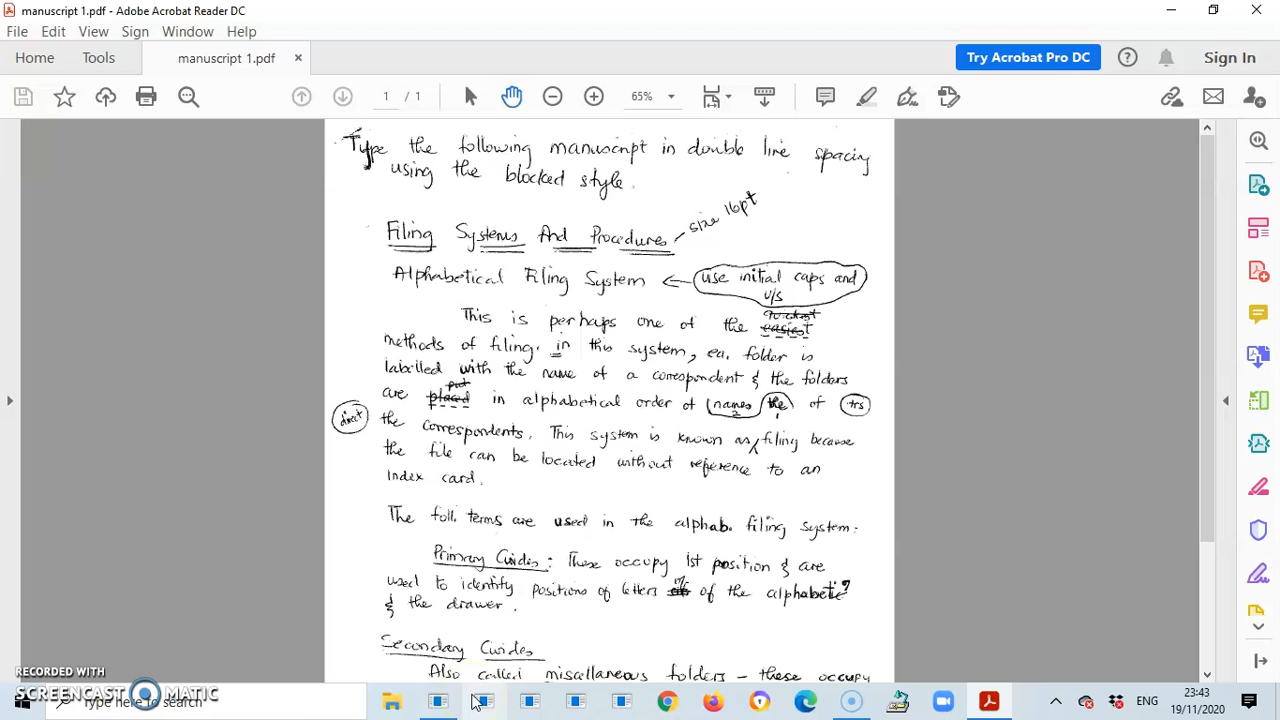 manuscript 1.pdf - Adobe Acrobat Reader DC
File Edit View Sign Window Help
Home Tools manuscript 1.pdf × Try Acrobat Pro DC Sign In
1 / 1 65%
Type the following manuscript in double line spacing
using the blocked style.
Filing Systems And Procedures size 16pt
Alphabetical Filing System use initial caps and
u/s
This is perhaps one of the easiest
methods of filing. in this system, ea. folder is
labelled with the name of a correspondent & the folders
put
are placed in alphabetical order of names the of trs
direct the correspondents. This system is known as filing because
the file can be located without reference to an
index card.
The foll. terms are used in the alphab. filing system:
Primary Guides: These occupy 1st position & are
used to identify positions of letters of the
& the drawer.
Secondary Guides
Also called miscellaneous folders - these occupy
RECORDED WITH
SCREENCAST MATIC
Type here to search
ENG
23:43
19/11/2020